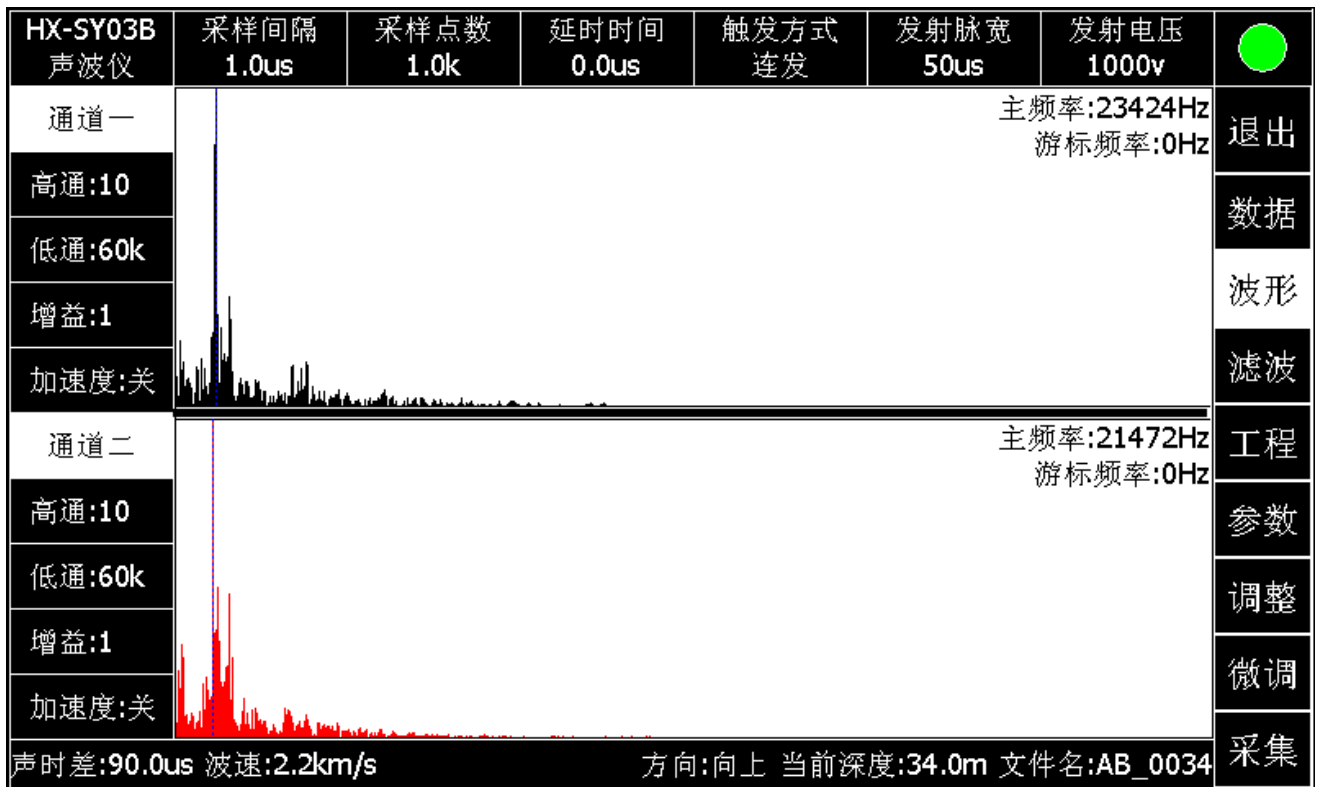 HX-SY03B
声波仪
采样间隔
1.0us
采样点数
1.0k
延时时间
0.0us
触发方式
连发
发射脉宽
50us
发射电压
1000v
通道一
高通:10
低通:60k
增益:1
加速度:关
主频率:23424Hz
游标频率:0Hz
通道二
高通:10
低通:60k
增益:1
加速度:关
主频率:21472Hz
游标频率:0Hz
退出
数据
波形
滤波
工程
参数
调整
微调
采集
声时差:90.0us 波速:2.2km/s 方向:向上 当前深度:34.0m 文件名:AB_0034